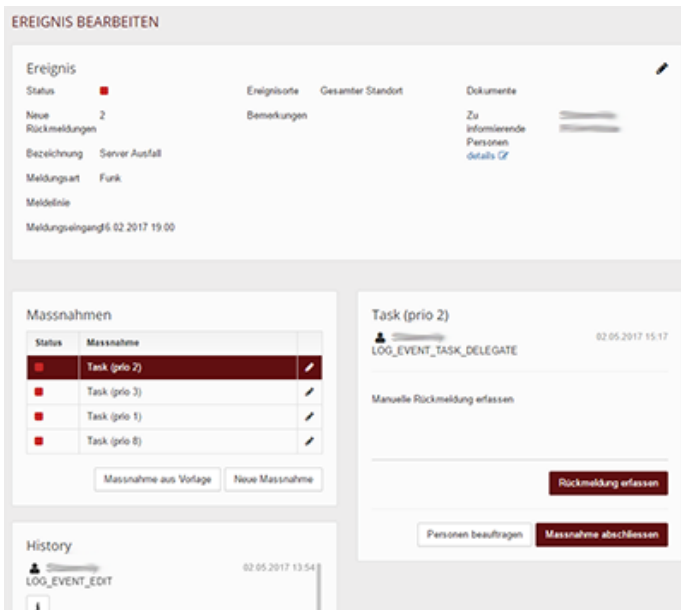 EREIGNIS BEARBEITEN
Ereignis
Status
Ereignisorte Gesamter Standort
Dokumente
Neue Rückmeldungen 2
Bemerkungen
Zu informierende Personen
details
Bezeichnung Server Ausfall
Meldungsart Funk
Meldelinie
Meldungseingang 16.02.2017 19:00
Massnahmen
Status Massnahme
Task (prio 2)
Task (prio 3)
Task (prio 1)
Task (prio 8)
Massnahme aus Vorlage Neue Massnahme
Task (prio 2)
02.05.2017 15:17
LOG_EVENT_TASK_DELEGATE
Manuelle Rückmeldung erfassen
Rückmeldung erfassen
Personen beauftragen Massnahme abschliessen
History
02.05.2017 13:54
LOG_EVENT_EDIT